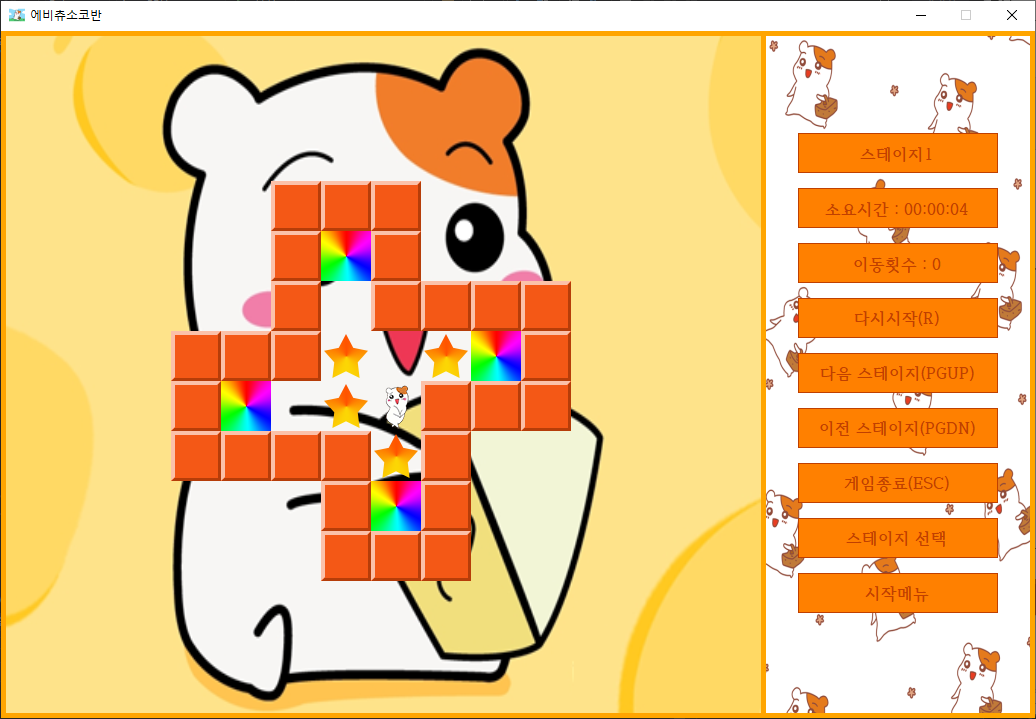 에비츄소코반
스테이지1
소요시간 : 00:00:04
이동횟수 : 0
다시시작(R)
다음 스테이지(PGUP)
이전 스테이지(PGDN)
게임종료(ESC)
스테이지 선택
시작메뉴